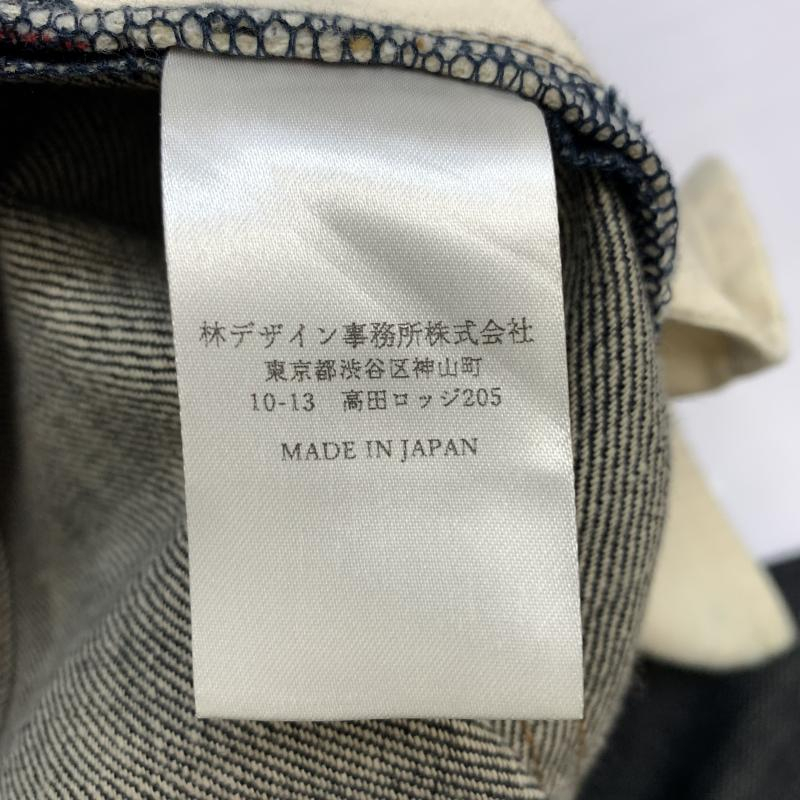 林デザイン事務所株式会社
東京都渋谷区神山町
10-13　高田ロッジ205
MADE IN JAPAN